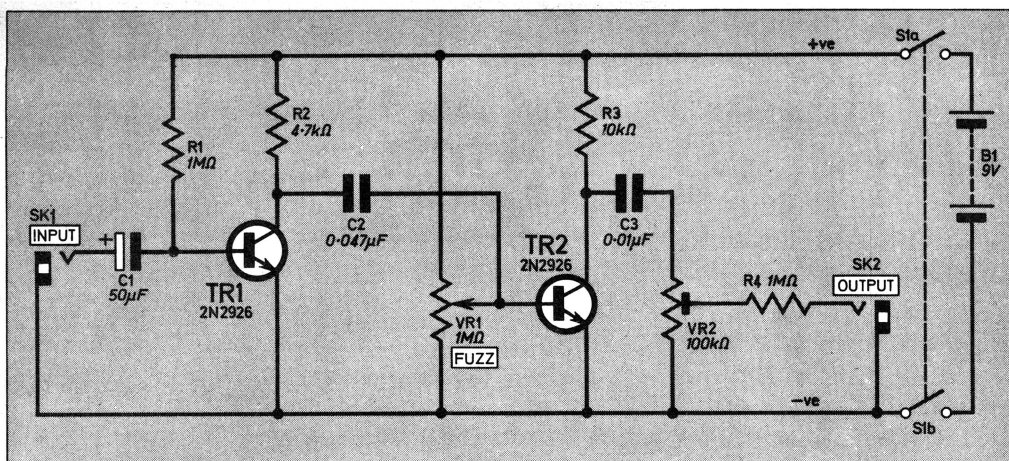 S1a
+ve
R2
4·7kΩ
R3
10kΩ
R1
1MΩ
B1
9V
SK1
INPUT
+
C1
50µF
TR1
2N2926
C2
0·047µF
TR2
2N2926
C3
0·01µF
VR1
1MΩ
FUZZ
VR2
100kΩ
R4 1MΩ
SK2
OUTPUT
−ve
S1b